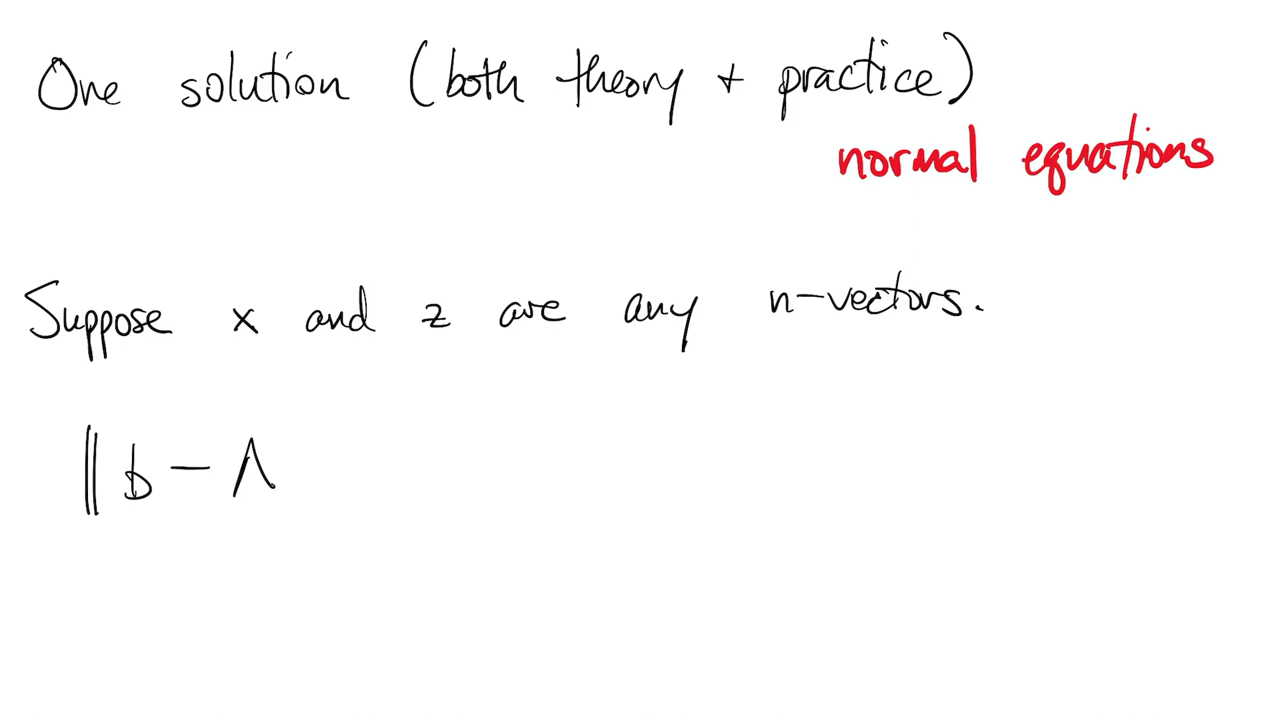 One solution (both theory + practice)
normal equations
Suppose x and z are any n-vectors.
‖ b − Λ